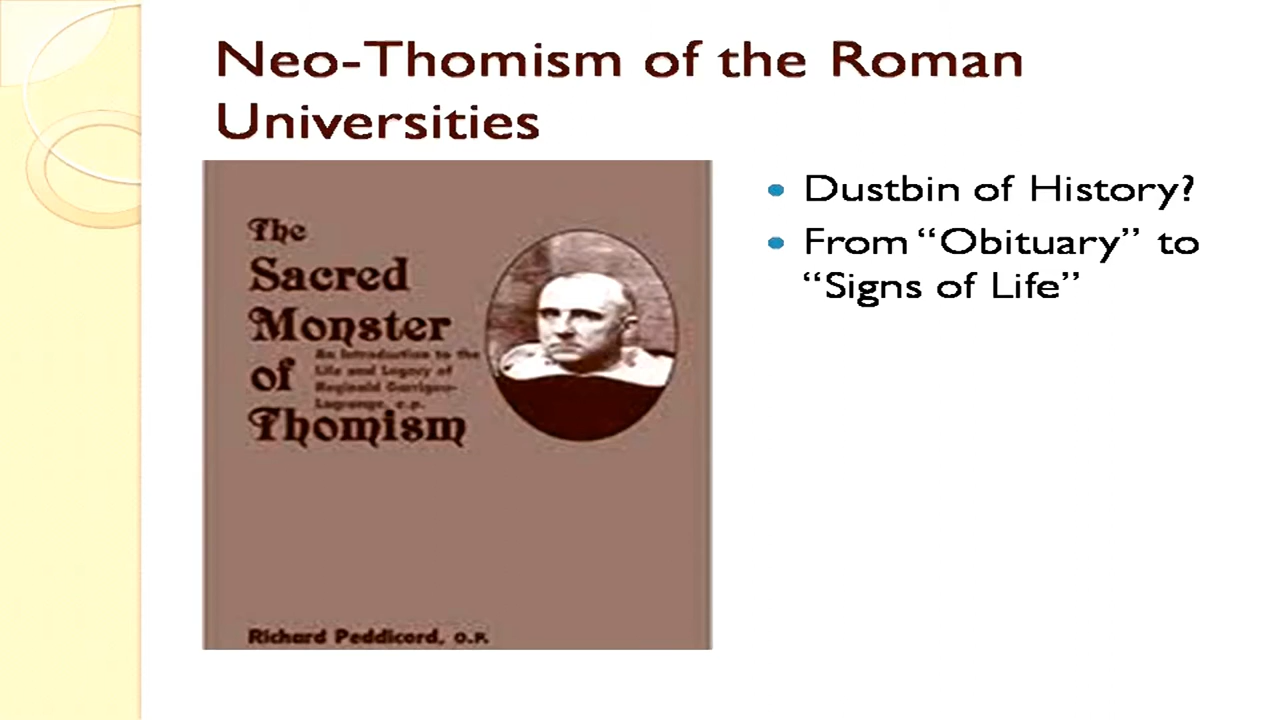 Neo-Thomism of the Roman
Universities
The
Sacred
Monster
of
Thomism
An Introduction to the
Life and Legacy of
Reginald Garrigou-
Lagrange, O.P.
Richard Peddicord, O.P.
Dustbin of History?
From “Obituary” to
“Signs of Life”